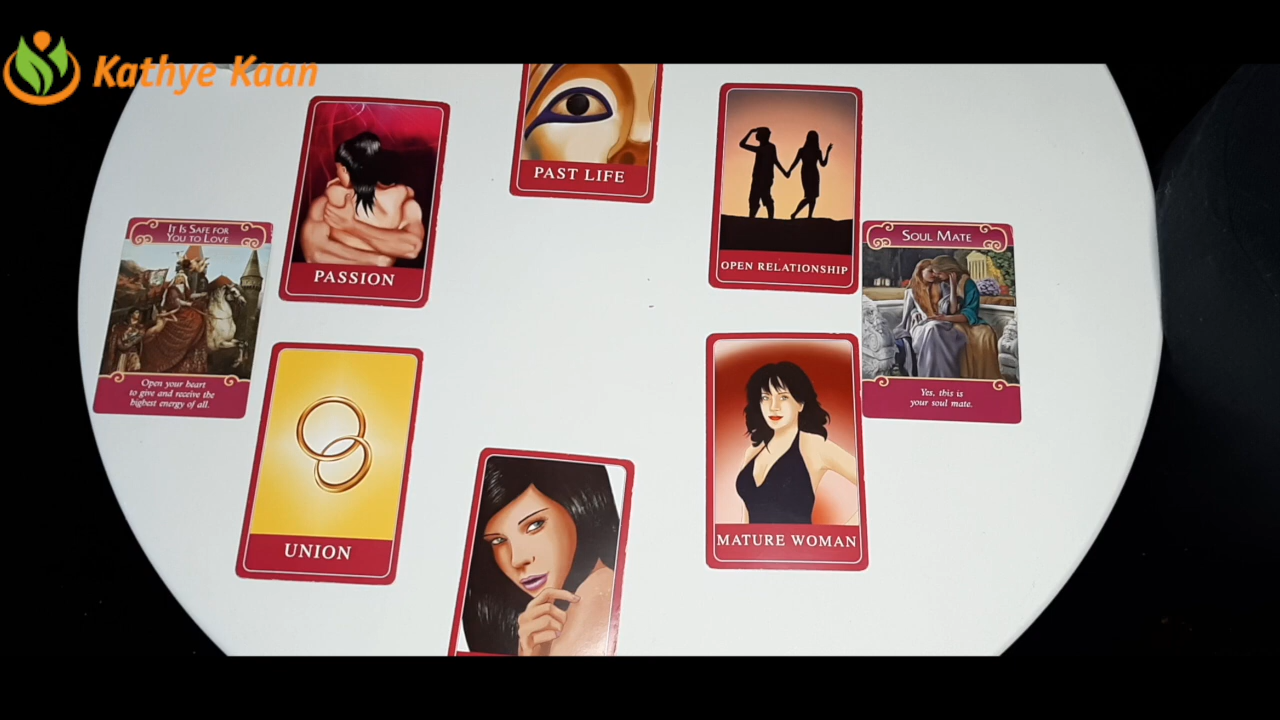 Kathye Kaan
PAST LIFE
PASSION
OPEN RELATIONSHIP
IT IS SAFE FOR
YOU TO LOVE
Open your heart
to give and receive the
highest energy of all.
SOUL MATE
Yes, this is
your soul mate.
UNION
MATURE WOMAN